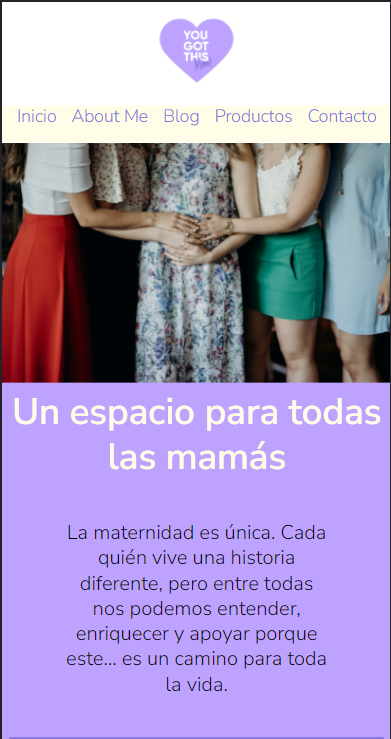 YOU
GOT
THIS
Inicio About Me Blog Productos Contacto
Un espacio para todas
las mamás
La maternidad es única. Cada
quién vive una historia
diferente, pero entre todas
nos podemos entender,
enriquecer y apoyar porque
este... es un camino para toda
la vida.